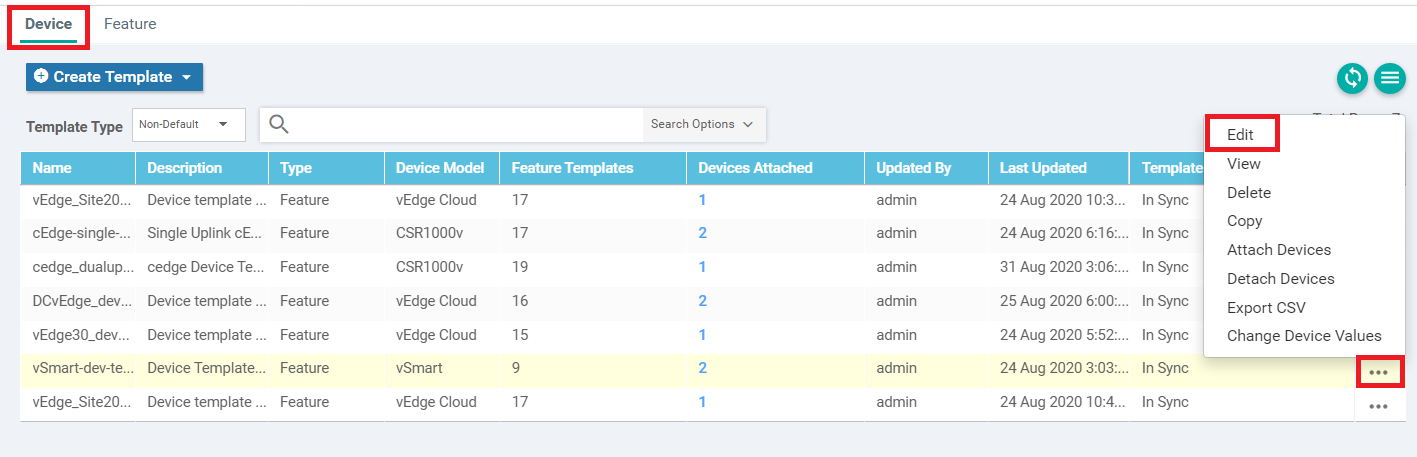 Device Feature
Create Template
Template Type Non-Default Search Options
Name Description Type Device Model Feature Templates Devices Attached Updated By Last Updated Template
vEdge_Site20... Device template ... Feature vEdge Cloud 17 1 admin 24 Aug 2020 10:3... In Sync
cEdge-single-... Single Uplink cE... Feature CSR1000v 17 2 admin 24 Aug 2020 6:16:... In Sync
cedge_dualup... cedge Device Te... Feature CSR1000v 19 1 admin 31 Aug 2020 3:06:... In Sync
DCvEdge_dev... Device template ... Feature vEdge Cloud 16 2 admin 25 Aug 2020 6:00:... In Sync
vEdge30_dev... Device template ... Feature vEdge Cloud 15 1 admin 24 Aug 2020 5:52:... In Sync
vSmart-dev-te... Device Template... Feature vSmart 9 2 admin 24 Aug 2020 3:03:... In Sync
vEdge_Site20... Device template ... Feature vEdge Cloud 17 1 admin 24 Aug 2020 10:4... In Sync
Edit
View
Delete
Copy
Attach Devices
Detach Devices
Export CSV
Change Device Values